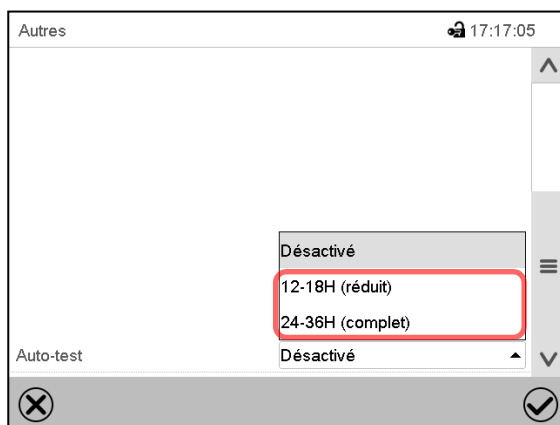 Autres 17:17:05
Désactivé
12-18H (réduit)
24-36H (complet)
Auto-test Désactivé